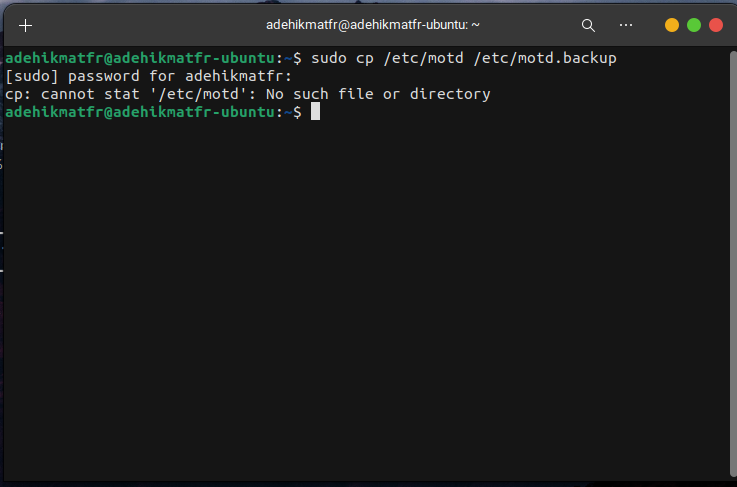 adehikmatfr@adehikmatfr-ubuntu: ~
adehikmatfr@adehikmatfr-ubuntu:~$ sudo cp /etc/motd /etc/motd.backup
[sudo] password for adehikmatfr:
cp: cannot stat '/etc/motd': No such file or directory
adehikmatfr@adehikmatfr-ubuntu:~$